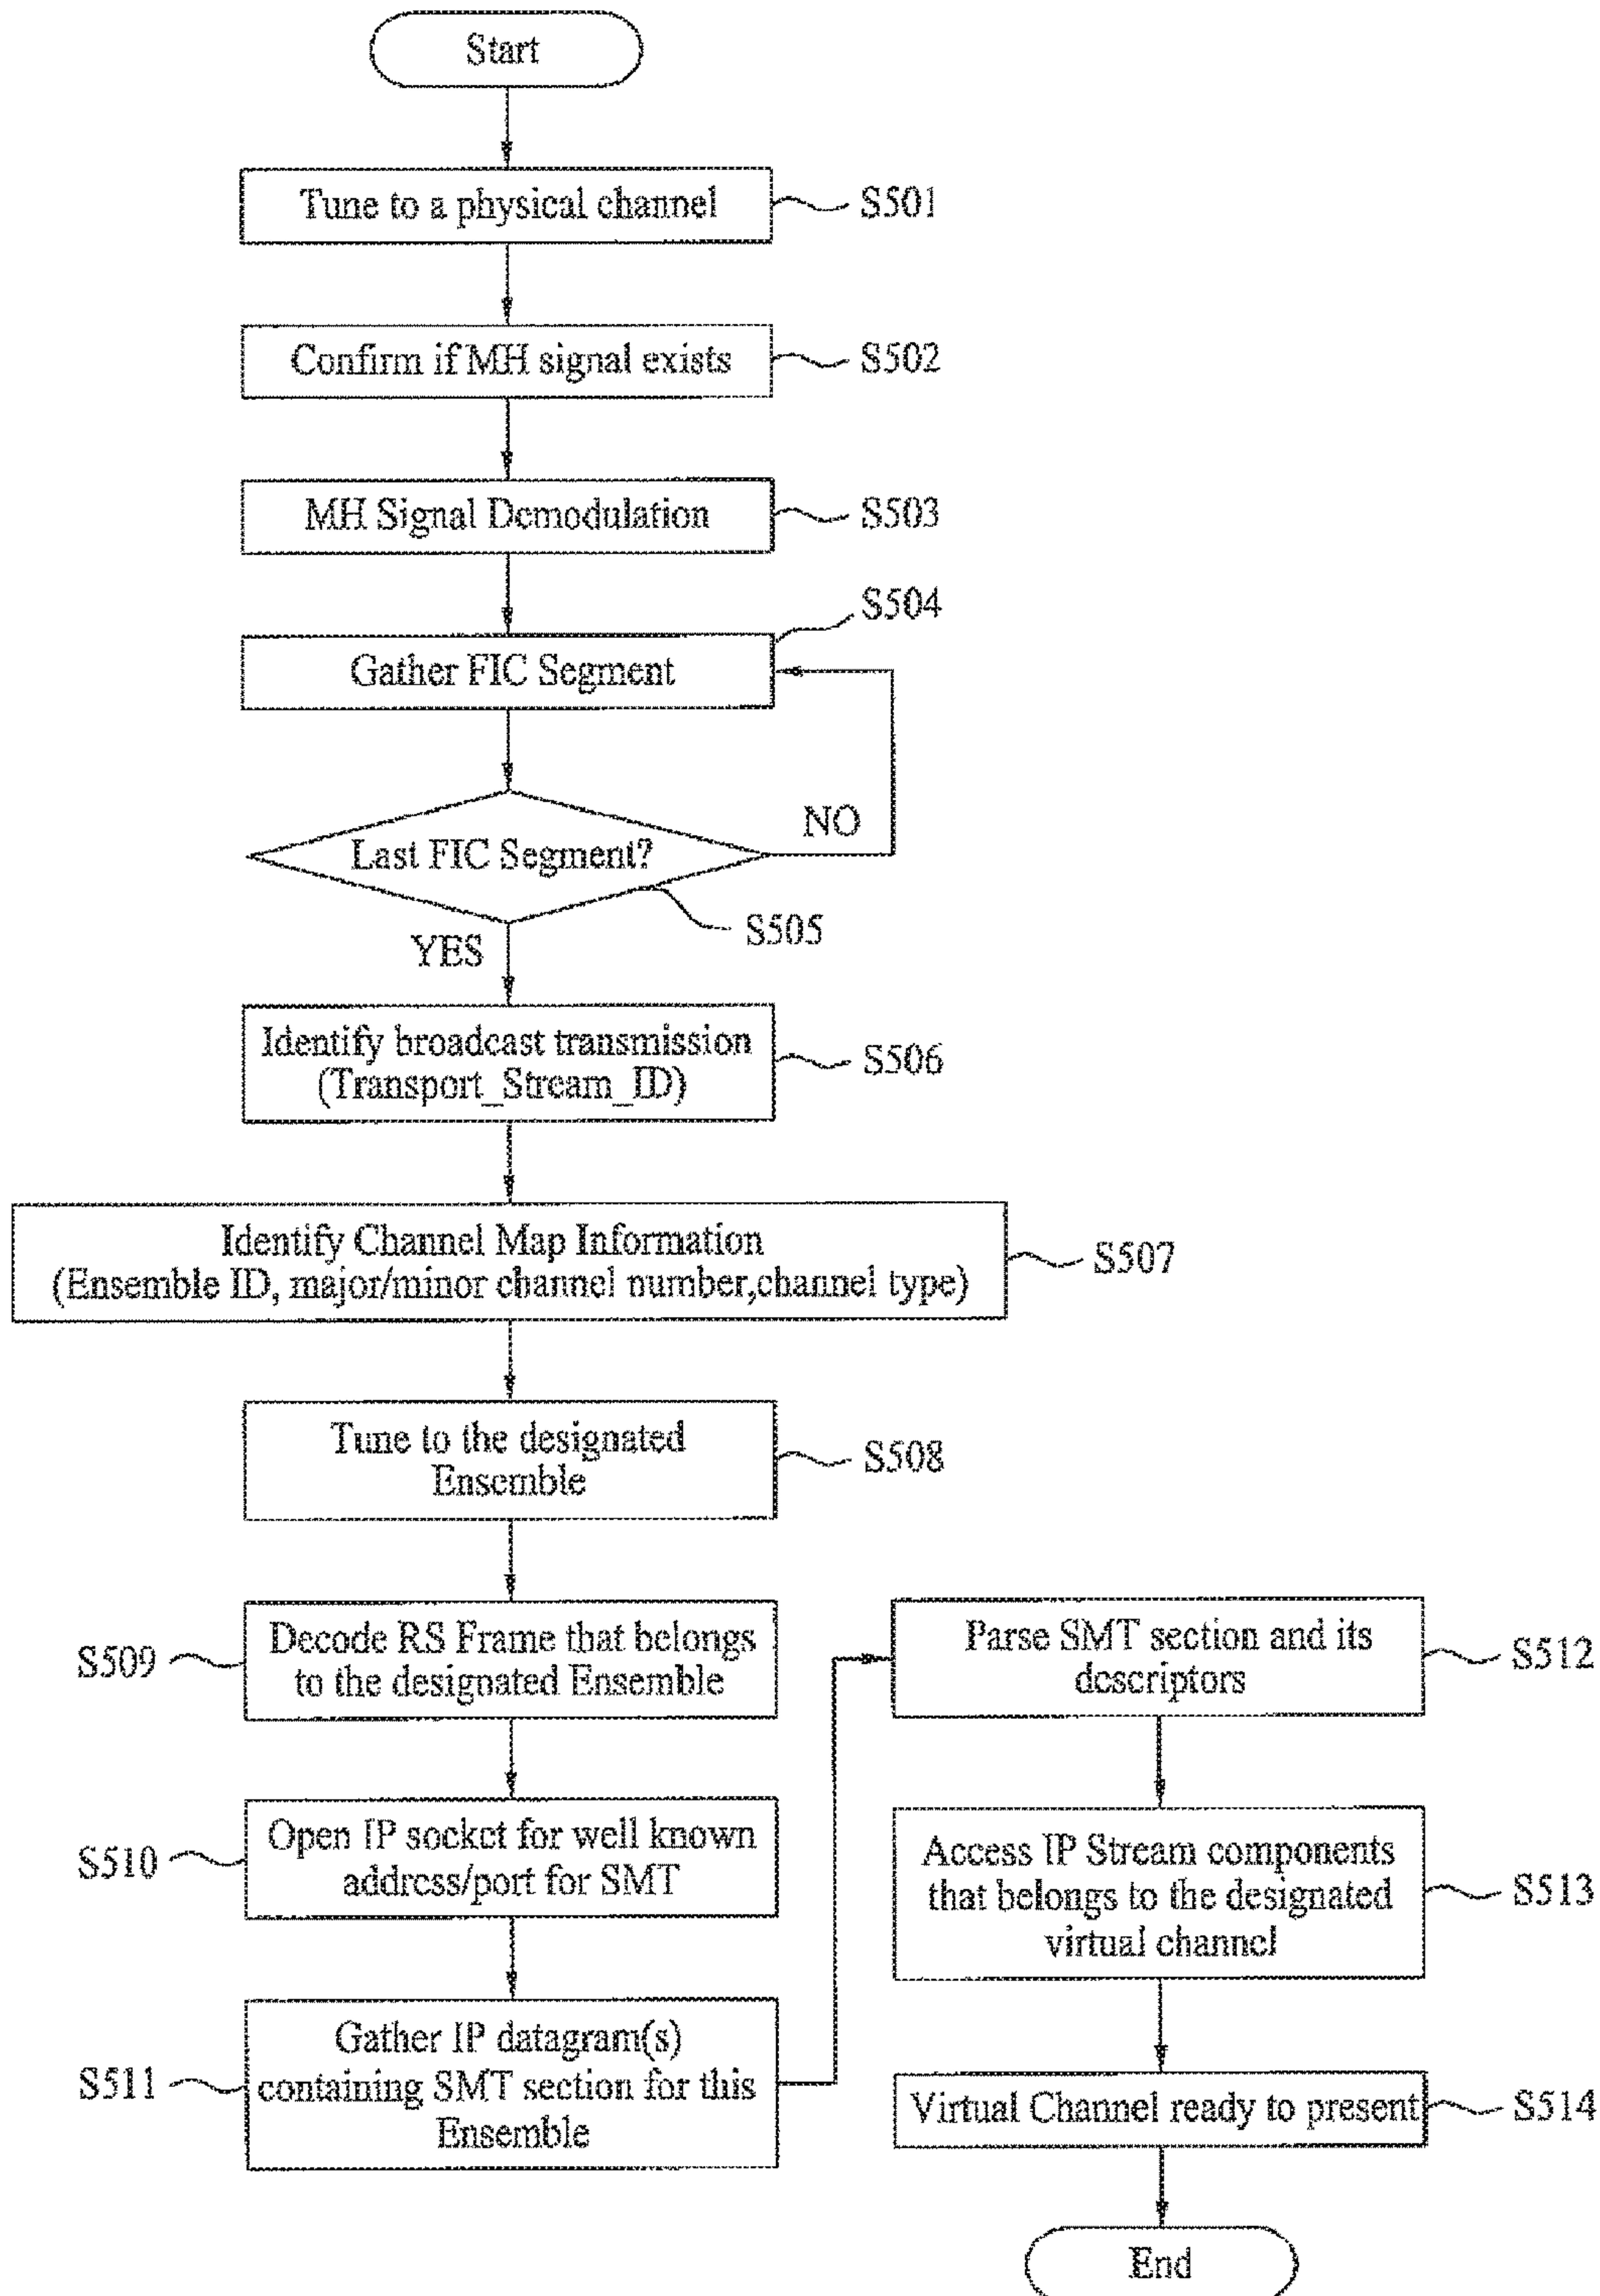 Start
Tune to a physical channel
S501
Confirm if MH signal exists
S502
MH Signal Demodulation
S503
S504
Gather FIC Segment
NO
Last FIC Segment?
S505
YES
Identify broadcast transmission
(Transport_Stream_ID)
S506
Identify Channel Map Information
(Ensemble ID, major/minor channel number,channel type)
S507
Tune to the designated
Ensemble
S508
S509
Decode RS Frame that belongs
to the designated Ensemble
S510
Open IP socket for well known
address/port for SMT
S511
Gather IP datagram(s)
containing SMT section for this
Ensemble
Parse SMT section and its
descriptors
S512
Access IP Stream components
that belongs to the designated
virtual channel
S513
Virtual Channel ready to present
S514
End